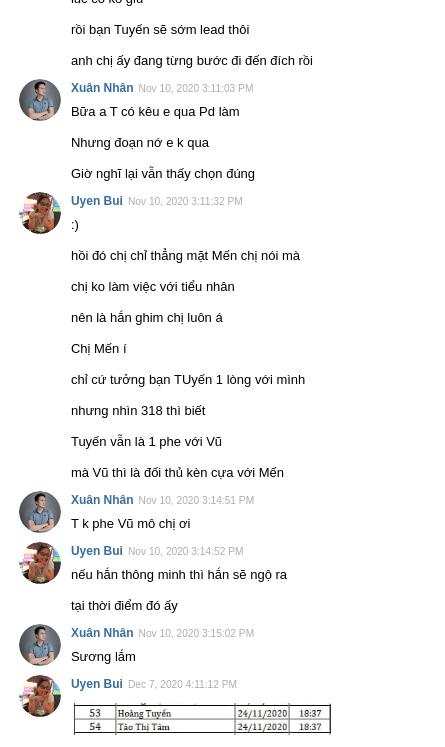 lúc có ko giữ
rồi bạn Tuyến sẽ sớm lead thôi
anh chị ấy đang từng bước đi đến đích rồi
Xuân Nhân Nov 10, 2020 3:11:03 PM
Bữa a T có kêu e qua Pd làm
Nhưng đoạn nớ e k qua
Giờ nghĩ lại vẫn thấy chọn đúng
Uyen Bui Nov 10, 2020 3:11:32 PM
:)
hồi đó chị chỉ thẳng mặt Mến chị nói mà
chị ko làm việc với tiểu nhân
nên là hắn ghim chị luôn á
Chị Mến í
chỉ cứ tưởng bạn TUyến 1 lòng với mình
nhưng nhìn 318 thì biết
Tuyến vẫn là 1 phe với Vũ
mà Vũ thì là đối thủ kèn cựa với Mến
Xuân Nhân Nov 10, 2020 3:14:51 PM
T k phe Vũ mô chị ơi
Uyen Bui Nov 10, 2020 3:14:52 PM
nếu hắn thông minh thì hắn sẽ ngộ ra
tại thời điểm đó ấy
Xuân Nhân Nov 10, 2020 3:15:02 PM
Sương lắm
Uyen Bui Dec 7, 2020 4:11:12 PM
53 Hoàng Tuyến 24/11/2020 18:37
54 Tào Thị Tâm 24/11/2020 18:37